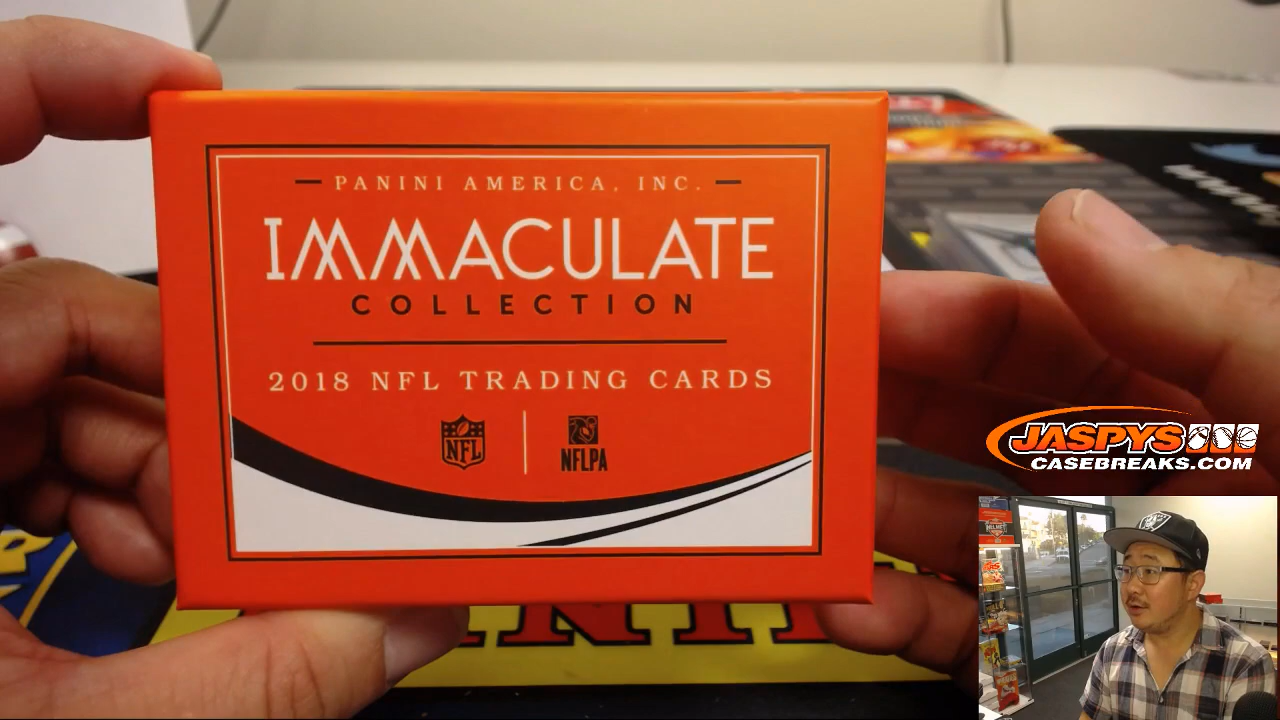 PANINI AMERICA, INC.
IMMACULATE
COLLECTION
2018 NFL TRADING CARDS
NFL
NFLPA
JASPYS
CASEBREAKS.COM